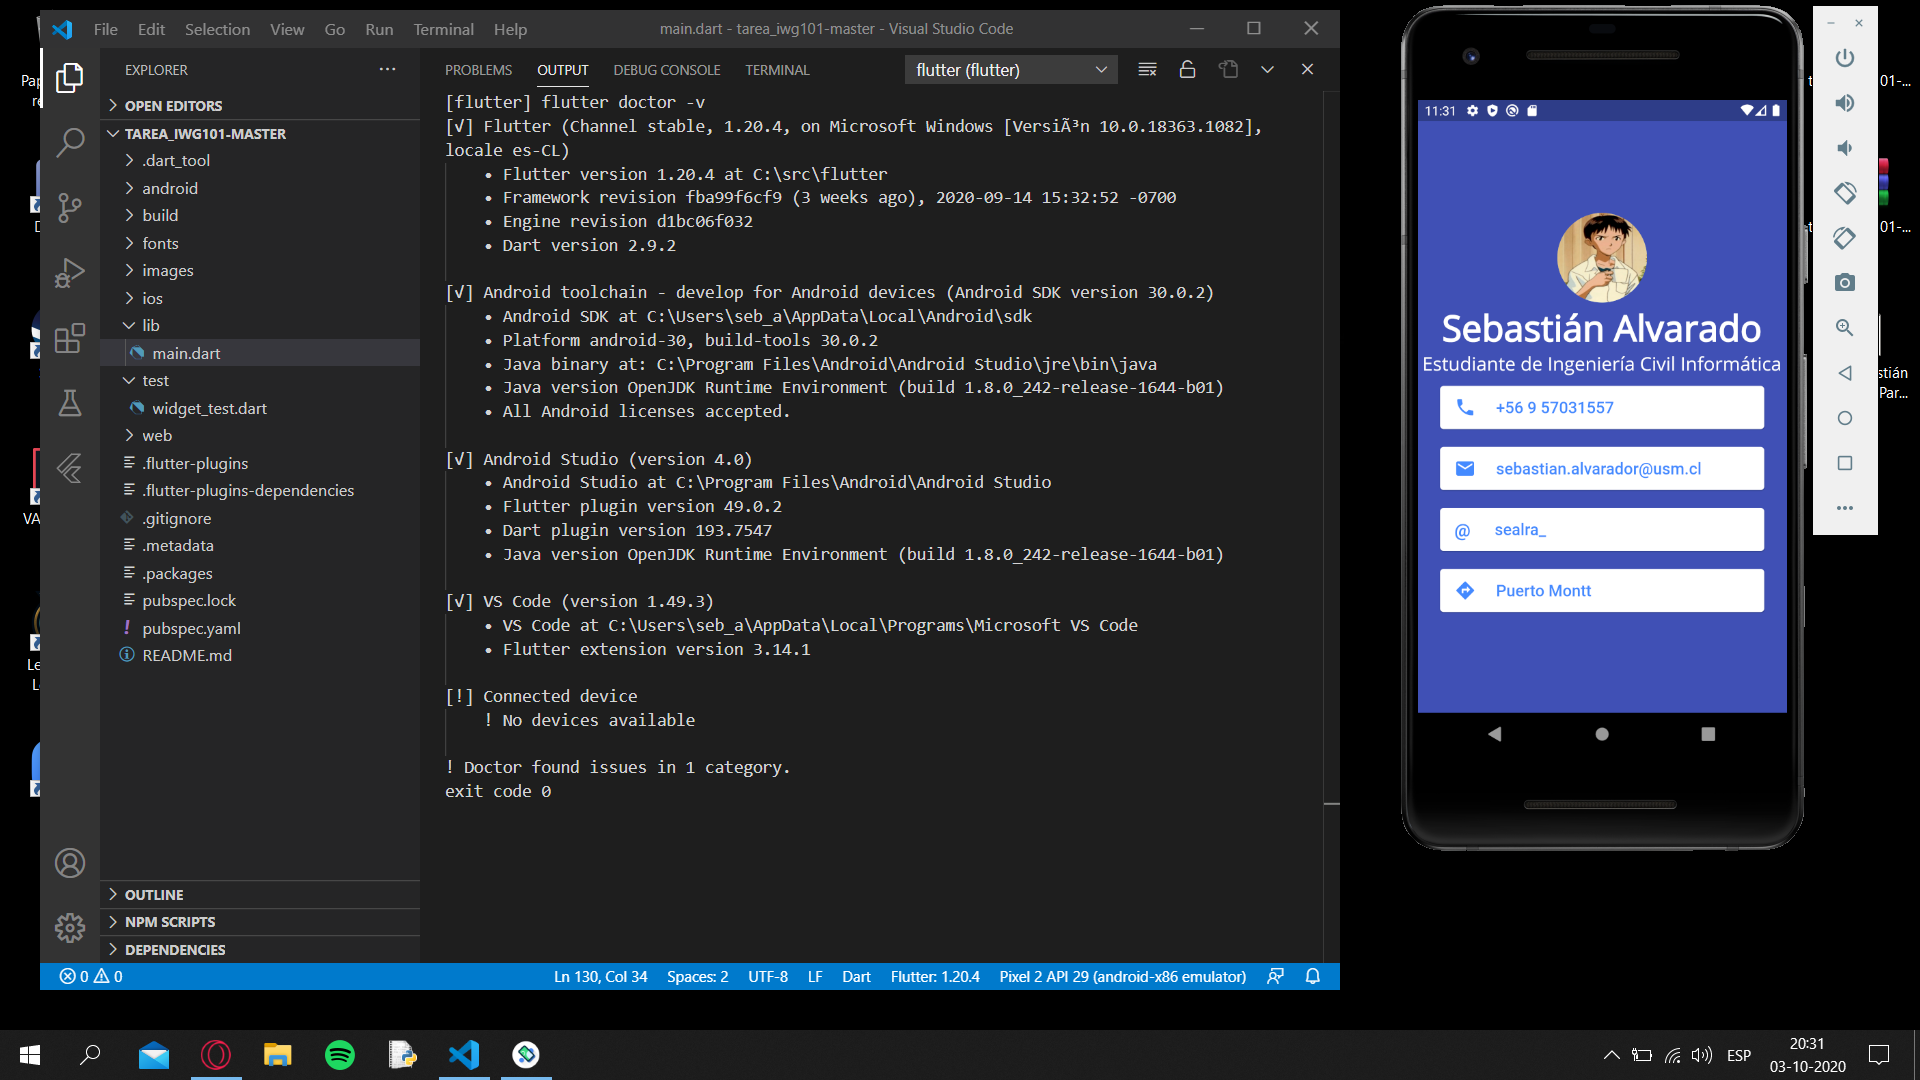 File Edit Selection View Go Run Terminal Help
main.dart - tarea_iwg101-master - Visual Studio Code
EXPLORER
OPEN EDITORS
TAREA_IWG101-MASTER
.dart_tool
android
build
fonts
images
ios
lib
main.dart
test
widget_test.dart
web
.flutter-plugins
.flutter-plugins-dependencies
.gitignore
.metadata
.packages
pubspec.lock
pubspec.yaml
README.md
OUTLINE
NPM SCRIPTS
DEPENDENCIES
PROBLEMS OUTPUT DEBUG CONSOLE TERMINAL
flutter (flutter)
[flutter] flutter doctor -v
[√] Flutter (Channel stable, 1.20.4, on Microsoft Windows [VersiÃ³n 10.0.18363.1082],
locale es-CL)
• Flutter version 1.20.4 at C:\src\flutter
• Framework revision fba99f6cf9 (3 weeks ago), 2020-09-14 15:32:52 -0700
• Engine revision d1bc06f032
• Dart version 2.9.2
[√] Android toolchain - develop for Android devices (Android SDK version 30.0.2)
• Android SDK at C:\Users\seb_a\AppData\Local\Android\sdk
• Platform android-30, build-tools 30.0.2
• Java binary at: C:\Program Files\Android\Android Studio\jre\bin\java
• Java version OpenJDK Runtime Environment (build 1.8.0_242-release-1644-b01)
• All Android licenses accepted.
[√] Android Studio (version 4.0)
• Android Studio at C:\Program Files\Android\Android Studio
• Flutter plugin version 49.0.2
• Dart plugin version 193.7547
• Java version OpenJDK Runtime Environment (build 1.8.0_242-release-1644-b01)
[√] VS Code (version 1.49.3)
• VS Code at C:\Users\seb_a\AppData\Local\Programs\Microsoft VS Code
• Flutter extension version 3.14.1
[!] Connected device
! No devices available
! Doctor found issues in 1 category.
exit code 0
0 0
Ln 130, Col 34 Spaces: 2 UTF-8 LF Dart Flutter: 1.20.4 Pixel 2 API 29 (android-x86 emulator)
11:31
Sebastián Alvarado
Estudiante de Ingeniería Civil Informática
+56 9 57031557
sebastian.alvarador@usm.cl
@ sealra_
Puerto Montt
Pap
re
D
VA
Le
L
01-...
01-...
stián
Par...
ESP
20:31
03-10-2020